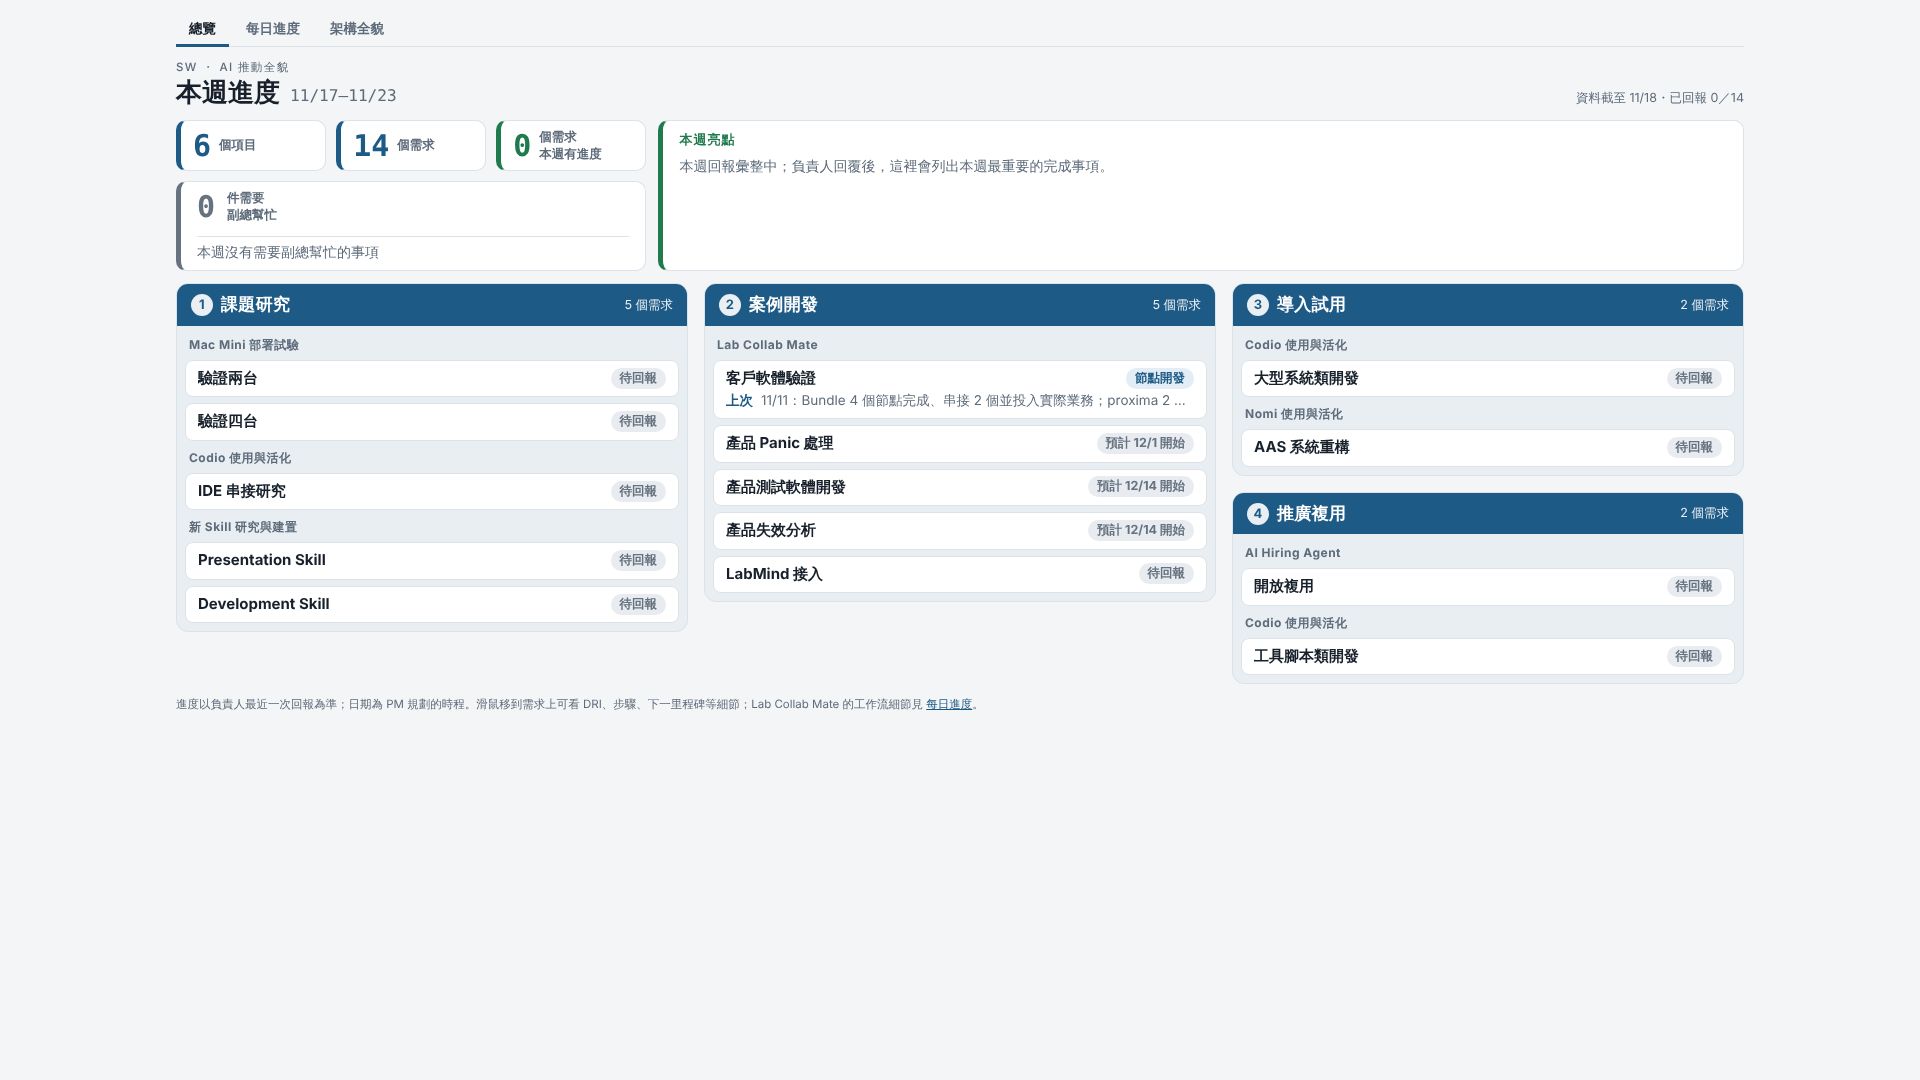 總覽
每日進度
架構全貌
SW · AI 推動全貌
本週進度 11/17–11/23
資料截至 11/18・已回報 0／14
6 個項目
14 個需求
0 個需求
本週有進度
0 件需要
副總幫忙
本週沒有需要副總幫忙的事項
本週亮點
本週回報彙整中；負責人回覆後，這裡會列出本週最重要的完成事項。
1 課題研究
5 個需求
Mac Mini 部署試驗
驗證兩台
待回報
驗證四台
待回報
Codio 使用與活化
IDE 串接研究
待回報
新 Skill 研究與建置
Presentation Skill
待回報
Development Skill
待回報
2 案例開發
5 個需求
Lab Collab Mate
客戶軟體驗證
節點開發
上次 11/11：Bundle 4 個節點完成、串接 2 個並投入實際業務；proxima 2 ...
產品 Panic 處理
預計 12/1 開始
產品測試軟體開發
預計 12/14 開始
產品失效分析
預計 12/14 開始
LabMind 接入
待回報
3 導入試用
2 個需求
Codio 使用與活化
大型系統類開發
待回報
Nomi 使用與活化
AAS 系統重構
待回報
4 推廣複用
2 個需求
AI Hiring Agent
開放複用
待回報
Codio 使用與活化
工具腳本類開發
待回報
進度以負責人最近一次回報為準；日期為 PM 規劃的時程。滑鼠移到需求上可看 DRI、步驟、下一里程碑等細節；Lab Collab Mate 的工作流細節見 每日進度。